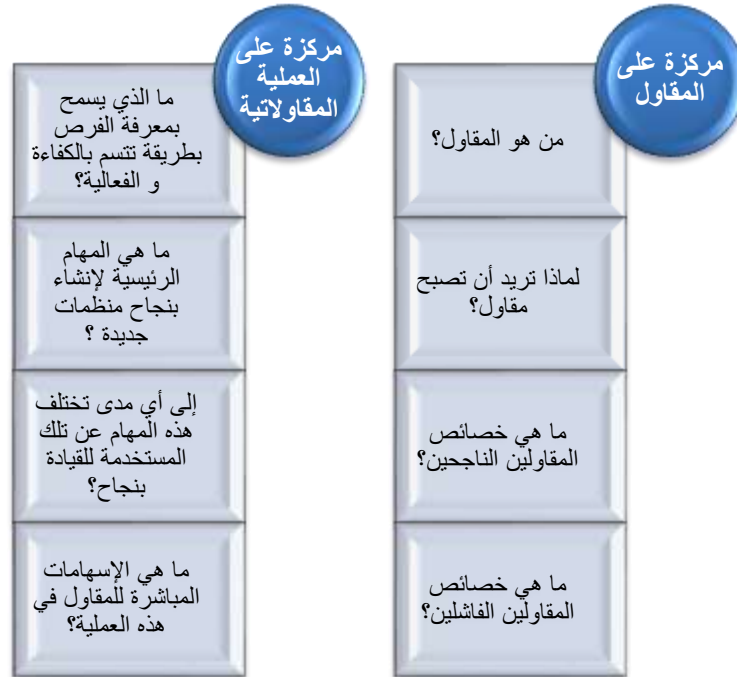 مركزة على
المقاول
من هو المقاول؟
لماذا تريد أن تصبح
مقاول؟
ما هي خصائص
المقاولين الناجحين؟
ما هي خصائص
المقاولين الفاشلين؟
مركزة على
العملية
المقاولاتية
ما الذي يسمح
بمعرفة الفرص
بطريقة تتسم بالكفاءة
و الفعالية؟
ما هي المهام
الرئيسية لإنشاء
بنجاح منظمات
جديدة ؟
إلى أي مدى تختلف
هذه المهام عن تلك
المستخدمة للقيادة
بنجاح؟
ما هي الإسهامات
المباشرة للمقاول في
هذه العملية؟